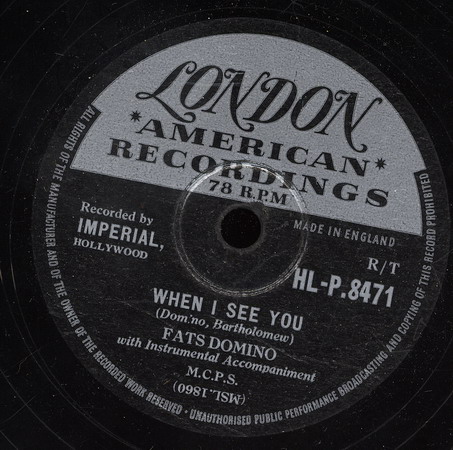 LONDON
*AMERICAN*
RECORDINGS
78 R.P.M
MADE IN ENGLAND
Recorded by
IMPERIAL,
HOLLYWOOD
R/T
HL-P.8471
WHEN I SEE YOU
(Domino, Bartholomew)
FATS DOMINO
with Instrumental Accompaniment
M.C.P.S.
(MSL.1860)
ALL RIGHTS OF THE MANUFACTURER AND OF THE OWNER OF THE RECORDED WORK RESERVED · UNAUTHORISED PUBLIC PERFORMANCE BROADCASTING AND COPYING OF THIS RECORD PROHIBITED